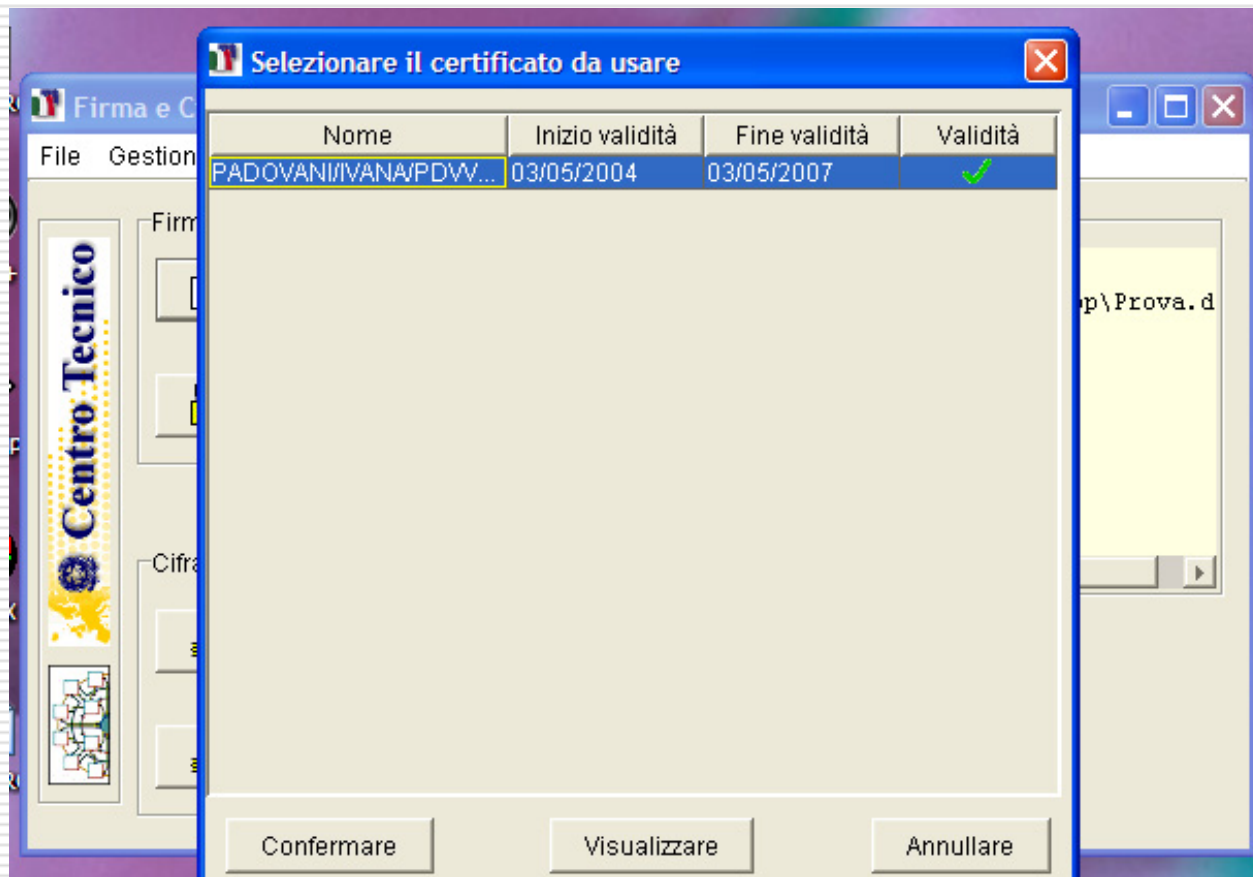 Selezionare il certificato da usare
Firma e C
File Gestion
Nome Inizio validità Fine validità Validità
PADOVANI/IVANA/PDVV... 03/05/2004 03/05/2007
Firm
Centro Tecnico
op\Prova.d
Cifra
Confermare Visualizzare Annullare